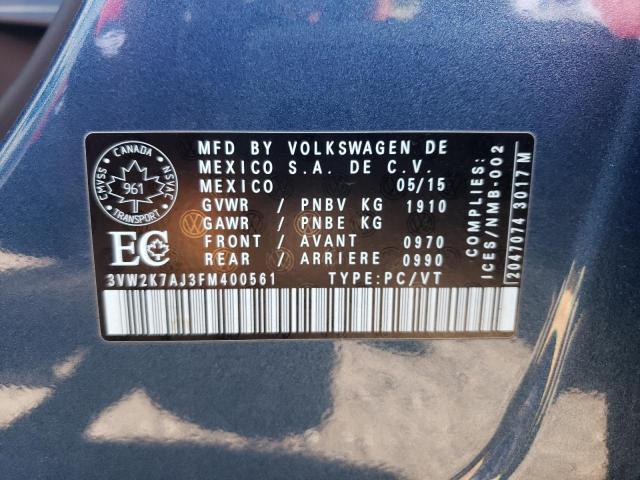 CANADA
CMVSS
NSVAC
961
TRANSPORT
EC
MFD BY VOLKSWAGEN DE
MEXICO S.A. DE C.V.
MEXICO 05/15
GVWR / PNBV KG 1910
GAWR / PNBE KG
FRONT / AVANT 0970
REAR / ARRIERE 0990
3VW2K7AJ3FM400561 TYPE:PC/VT
COMPLIES:
ICES/NMB-002
2047074 3017 M